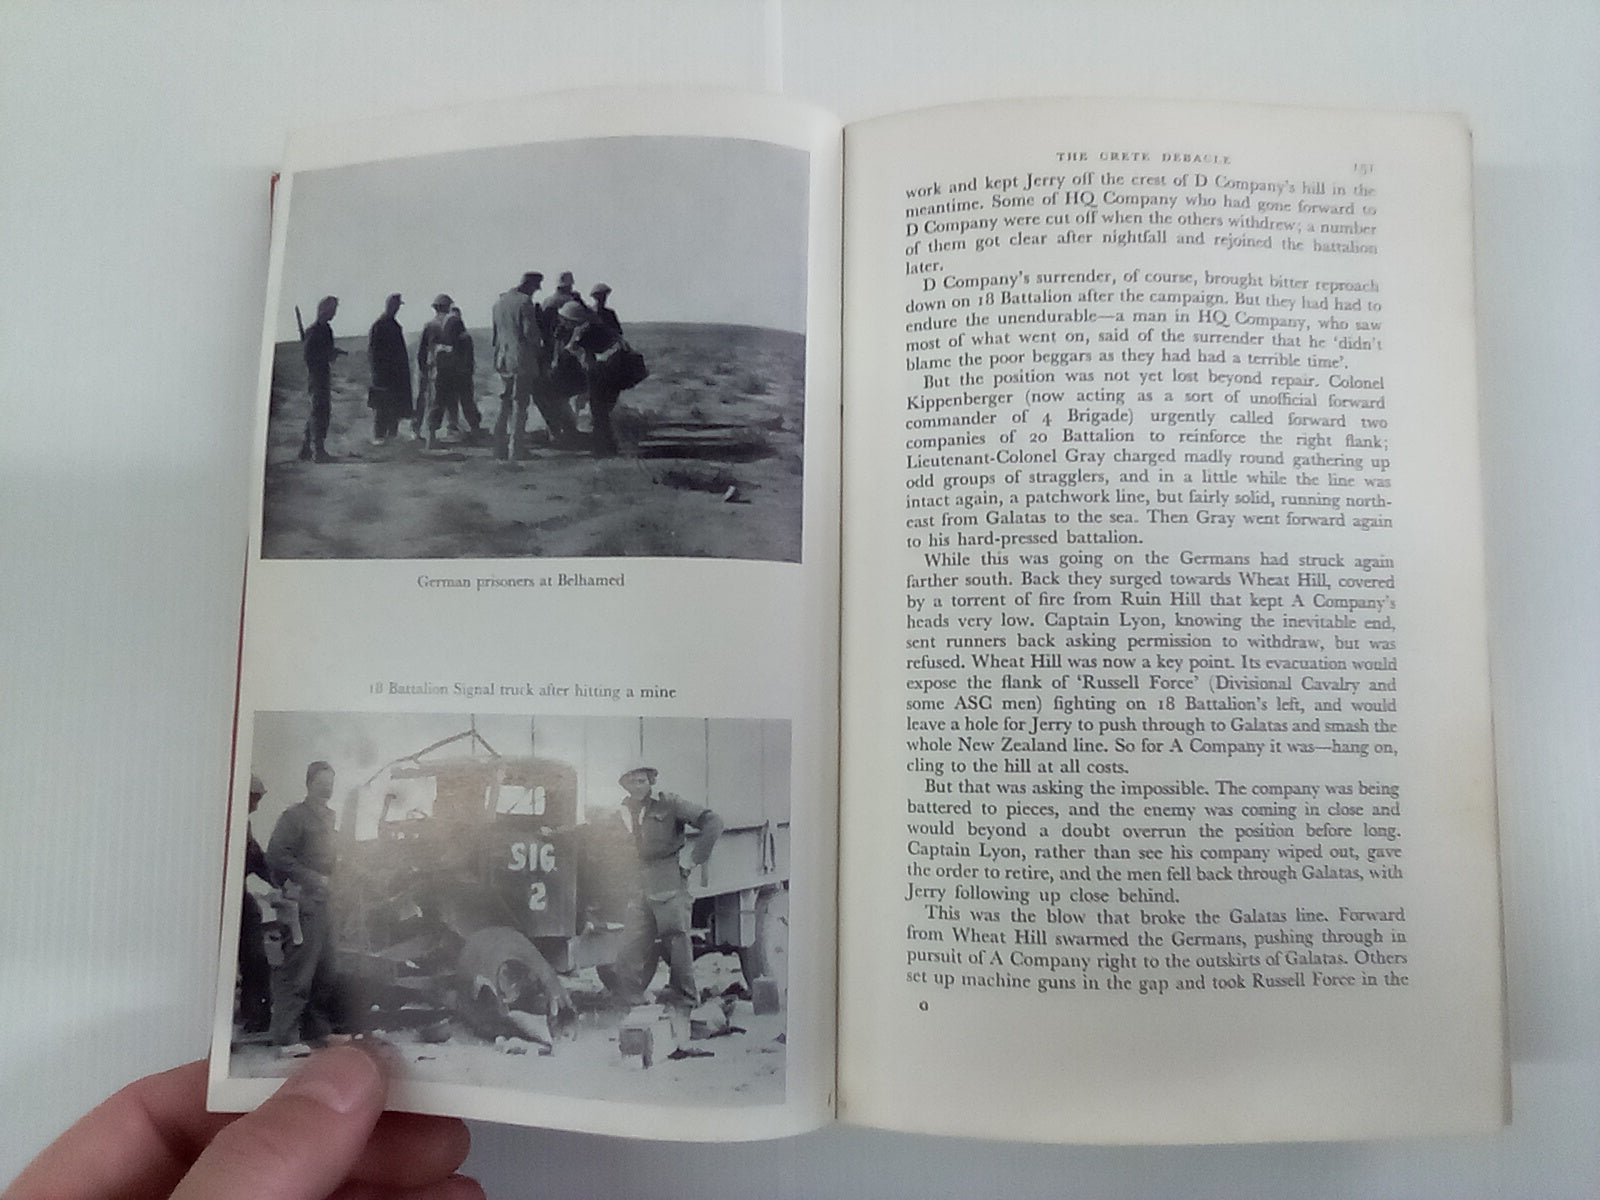 German prisoners at Belhamed
18 Battalion Signal truck after hitting a mine
SIG
2
THE CRETE DEBACLE 151
work and kept Jerry off the crest of D Company's hill in the
meantime. Some of HQ Company who had gone forward to
D Company were cut off when the others withdrew; a number
of them got clear after nightfall and rejoined the battalion
later.
D Company's surrender, of course, brought bitter reproach
down on 18 Battalion after the campaign. But they had had to
endure the unendurable—a man in HQ Company, who saw
most of what went on, said of the surrender that he 'didn't
blame the poor beggars as they had had a terrible time'.
But the position was not yet lost beyond repair. Colonel
Kippenberger (now acting as a sort of unofficial forward
commander of 4 Brigade) urgently called forward two
companies of 20 Battalion to reinforce the right flank;
Lieutenant-Colonel Gray charged madly round gathering up
odd groups of stragglers, and in a little while the line was
intact again, a patchwork line, but fairly solid, running north-
east from Galatas to the sea. Then Gray went forward again
to his hard-pressed battalion.
While this was going on the Germans had struck again
farther south. Back they surged towards Wheat Hill, covered
by a torrent of fire from Ruin Hill that kept A Company's
heads very low. Captain Lyon, knowing the inevitable end,
sent runners back asking permission to withdraw, but was
refused. Wheat Hill was now a key point. Its evacuation would
expose the flank of 'Russell Force' (Divisional Cavalry and
some ASC men) fighting on 18 Battalion's left, and would
leave a hole for Jerry to push through to Galatas and smash the
whole New Zealand line. So for A Company it was—hang on,
cling to the hill at all costs.
But that was asking the impossible. The company was being
battered to pieces, and the enemy was coming in close and
would beyond a doubt overrun the position before long.
Captain Lyon, rather than see his company wiped out, gave
the order to retire, and the men fell back through Galatas, with
Jerry following up close behind.
This was the blow that broke the Galatas line. Forward
from Wheat Hill swarmed the Germans, pushing through in
pursuit of A Company right to the outskirts of Galatas. Others
set up machine guns in the gap and took Russell Force in the